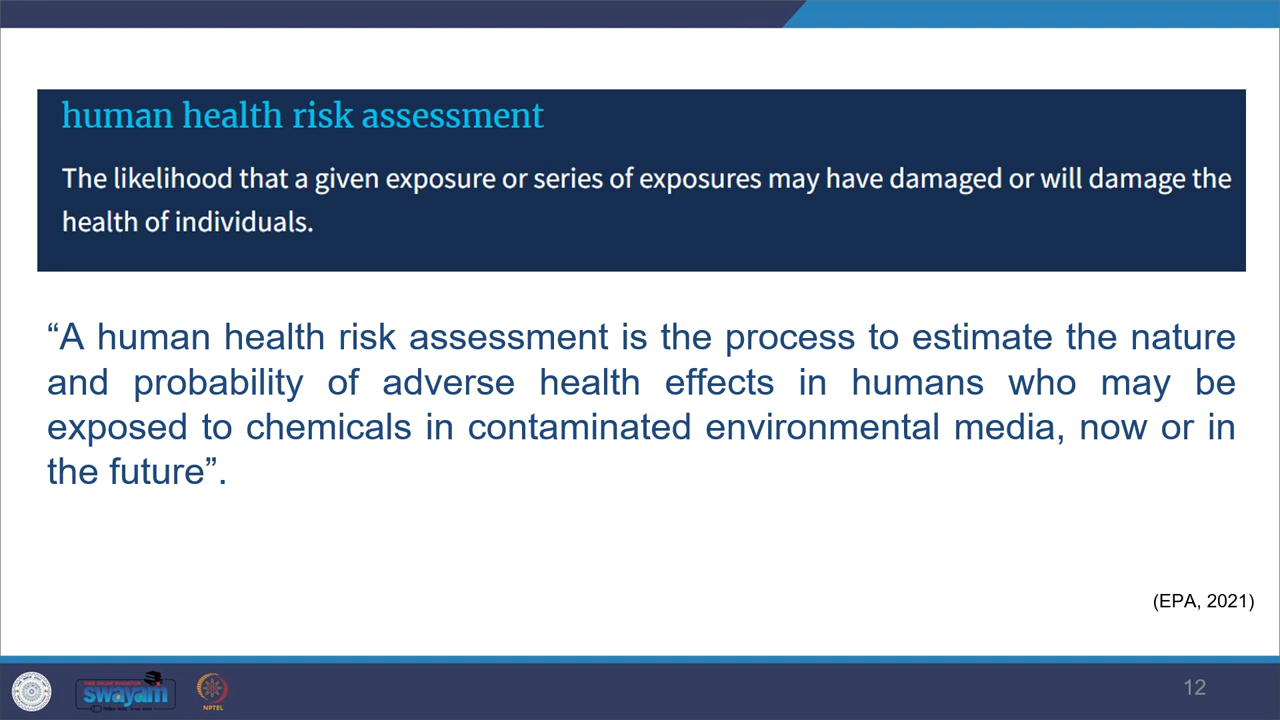 human health risk assessment
The likelihood that a given exposure or series of exposures may have damaged or will damage the
health of individuals.
“A human health risk assessment is the process to estimate the nature
and probability of adverse health effects in humans who may be
exposed to chemicals in contaminated environmental media, now or in
the future”.
(EPA, 2021)
swayam
NPTEL
12